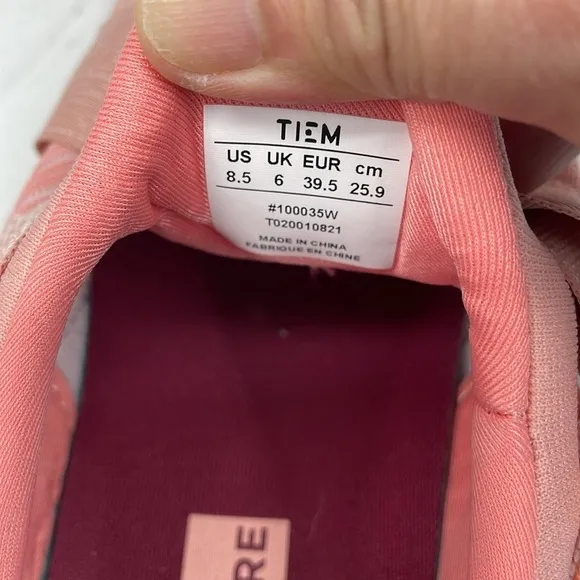 TIEM
US UK EUR cm
8.5 6 39.5 25.9
#100035W
T020010821
MADE IN CHINA
FABRIQUE EN CHINE
RE